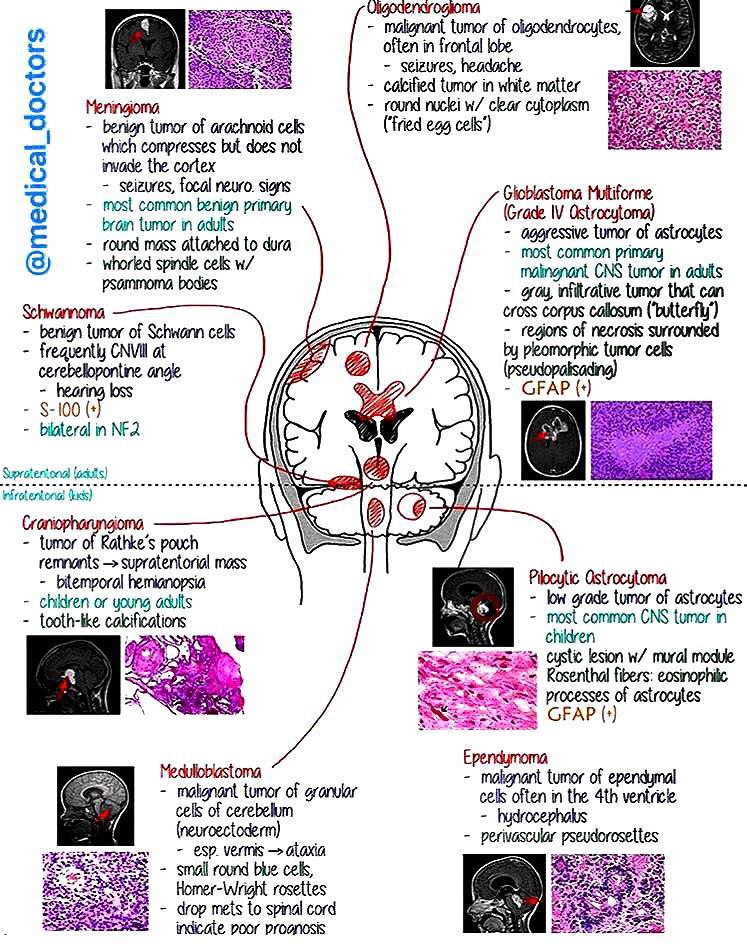 @medical_doctors
Oligodendroglioma
- malignant tumor of oligodendrocytes,
often in frontal lobe
- seizures, headache
- calcified tumor in white matter
- round nuclei w/ clear cytoplasm
("fried egg cells")
Meningioma
- benign tumor of arachnoid cells
which compresses but does not
invade the cortex
- seizures, focal neuro. signs
- most common benign primary
brain tumor in adults
- round mass attached to dura
- whorled spindle cells w/
psammoma bodies
Glioblastoma Multiforme
(Grade IV Astrocytoma)
- aggressive tumor of astrocytes
- most common primary
malingnant CNS tumor in adults
- gray, infiltrative tumor that can
cross corpus callosum ("butterfly")
- regions of necrosis surrounded
by pleomorphic tumor cells
(pseudopalisading)
- GFAP (+)
Schwannoma
- benign tumor of Schwann cells
- frequently CNVIII at
cerebellopontine angle
- hearing loss
- S-100 (+)
- bilateral in NF2
Supratentorial (adults)
Infratentorial (kids)
Craniopharyngioma
- tumor of Rathke's pouch
remnants → supratentorial mass
- bitemporal hemianopsia
- children or young adults
- tooth-like calcifications
Pilocytic Astrocytoma
- low grade tumor of astrocytes
- most common CNS tumor in
children
cystic lesion w/ mural module
Rosenthal fibers: eosinophilic
processes of astrocytes
GFAP (+)
Medulloblastoma
- malignant tumor of granular
cells of cerebellum
(neuroectoderm)
- esp. vermis → ataxia
- small round blue cells,
Homer-Wright rosettes
- drop mets to spinal cord
indicate poor prognosis
Ependymoma
- malignant tumor of ependymal
cells often in the 4th ventricle
- hydrocephalus
- perivascular pseudorosettes